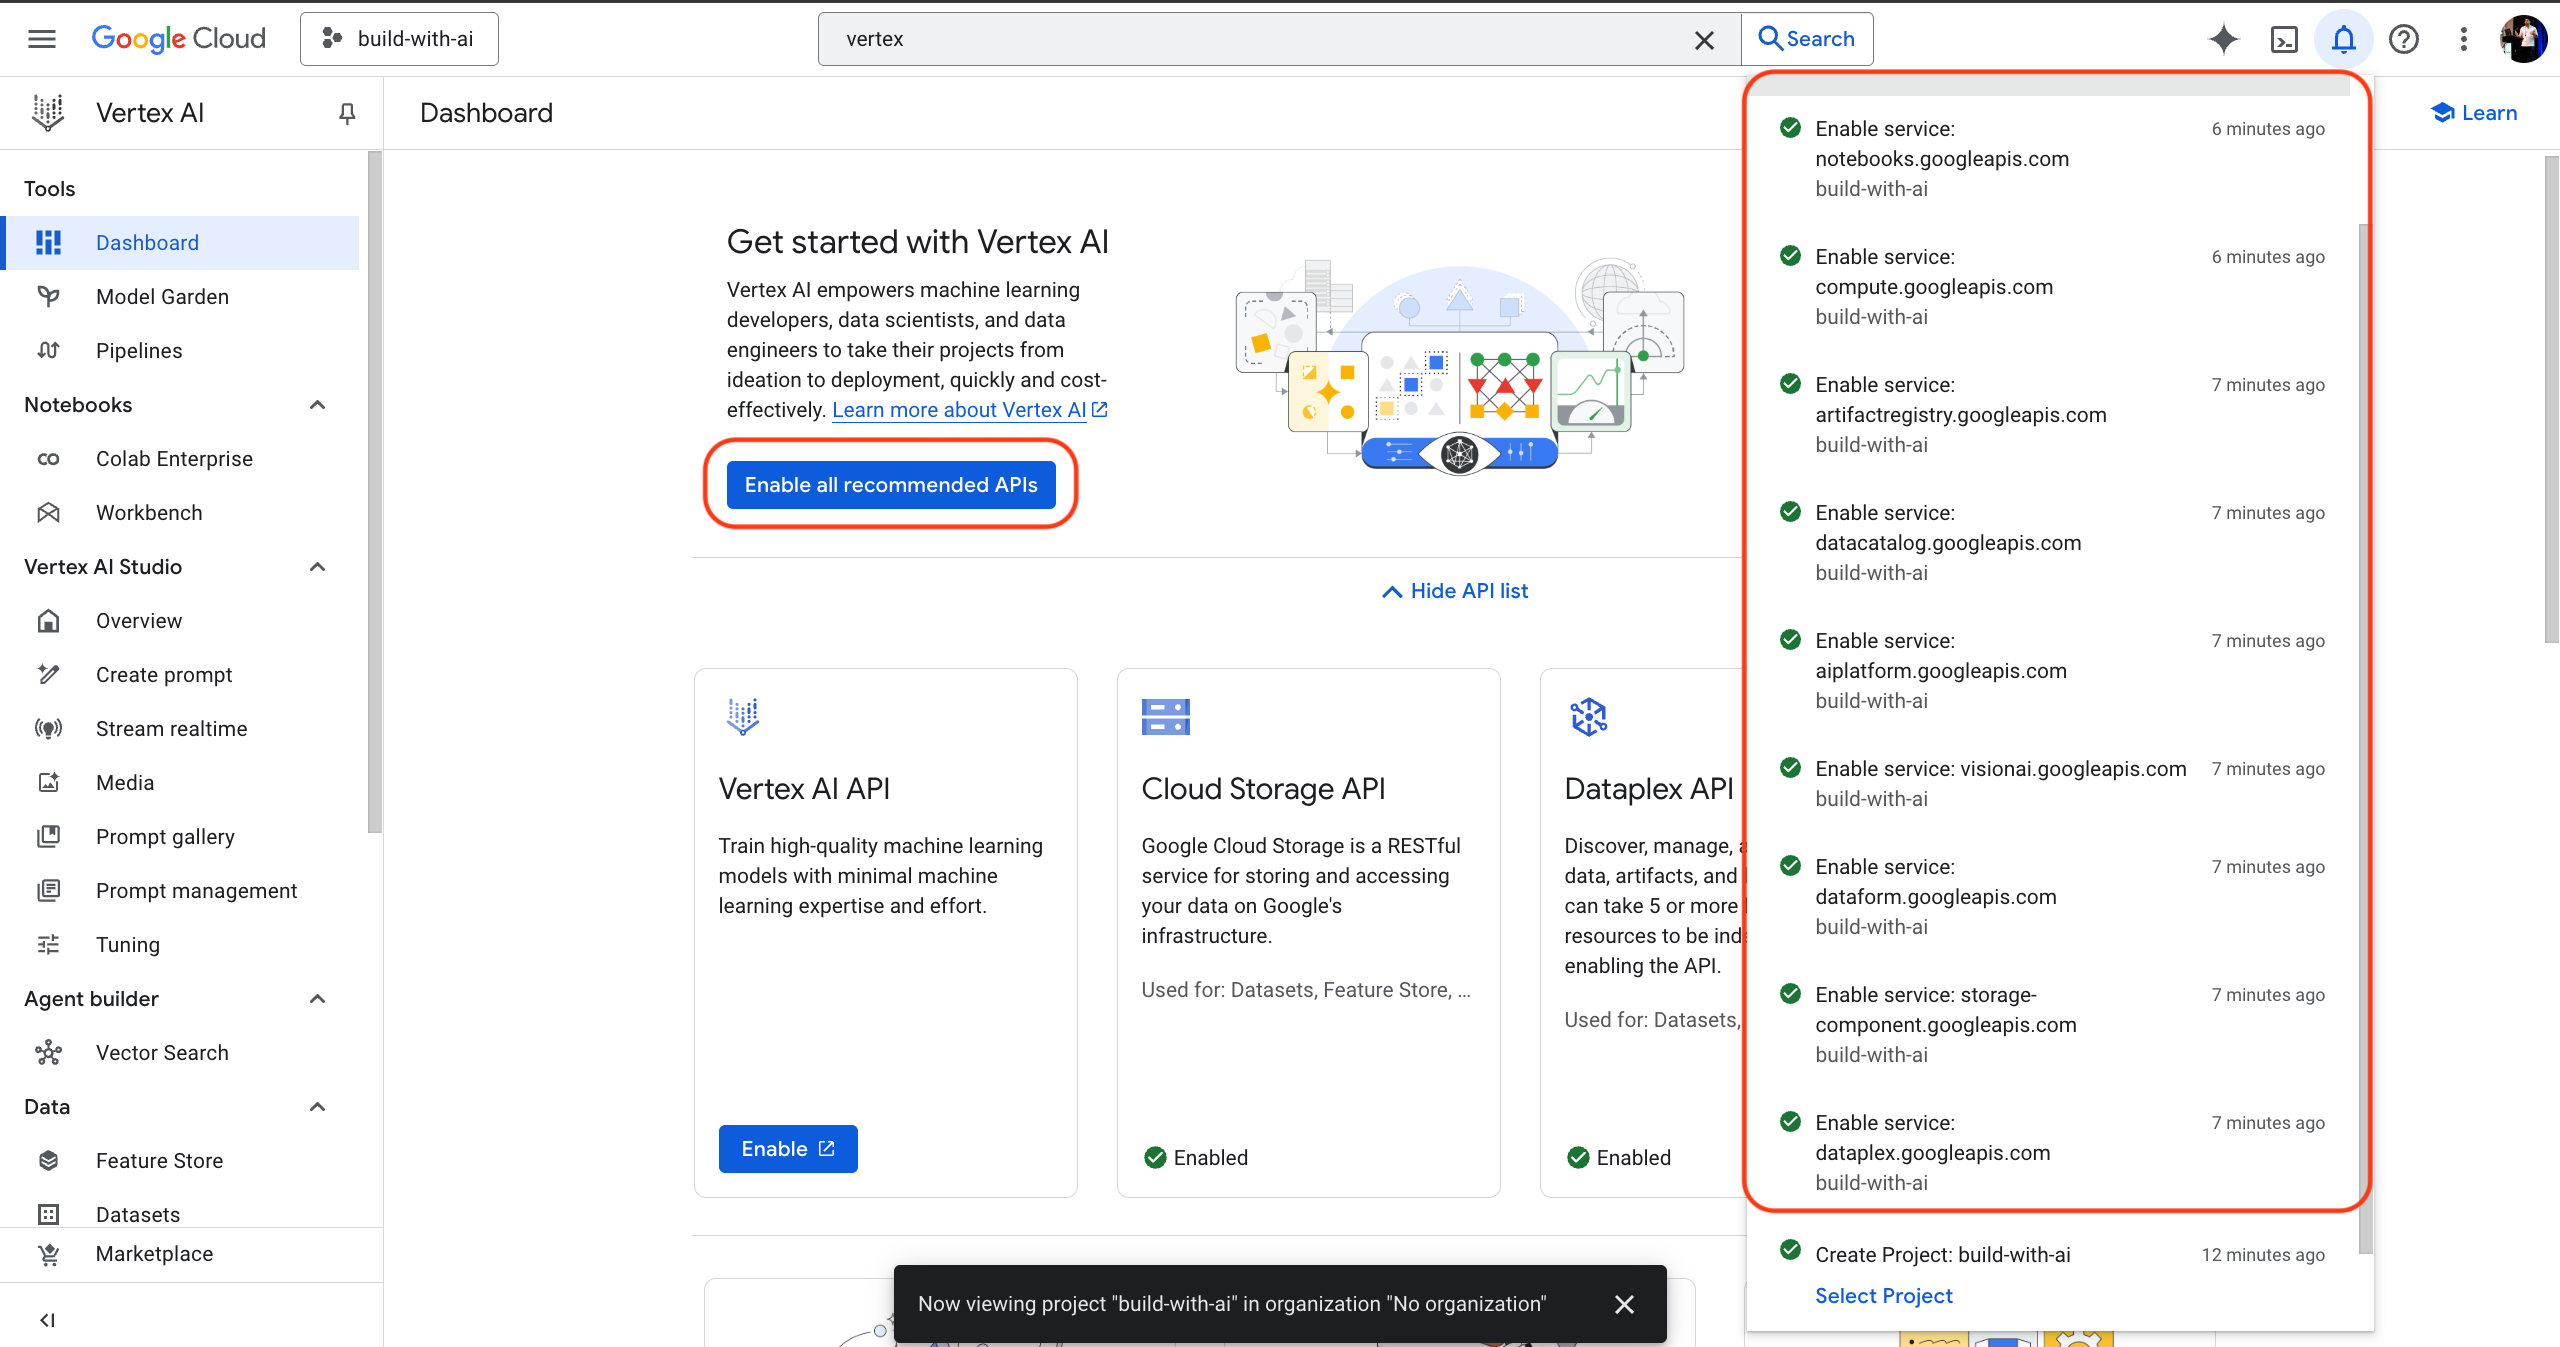 Google Cloud
build-with-ai
vertex
Search
Vertex AI
Dashboard
Learn
Tools
Dashboard
Model Garden
Pipelines
Notebooks
Colab Enterprise
Workbench
Vertex AI Studio
Overview
Create prompt
Stream realtime
Media
Prompt gallery
Prompt management
Tuning
Agent builder
Vector Search
Data
Feature Store
Datasets
Marketplace
Get started with Vertex AI
Vertex AI empowers machine learning
developers, data scientists, and data
engineers to take their projects from
ideation to deployment, quickly and cost-
effectively. Learn more about Vertex AI
Enable all recommended APIs
Hide API list
Vertex AI API
Train high-quality machine learning
models with minimal machine
learning expertise and effort.
Enable
Cloud Storage API
Google Cloud Storage is a RESTful
service for storing and accessing
your data on Google's
infrastructure.
Used for: Datasets, Feature Store, ...
Enabled
Dataplex API
Discover, manage,
data, artifacts, and
can take 5 or more
resources to be
enabling the API.
Used for: Datasets,
Enabled
Enable service: 6 minutes ago
notebooks.googleapis.com
build-with-ai
Enable service: 6 minutes ago
compute.googleapis.com
build-with-ai
Enable service: 7 minutes ago
artifactregistry.googleapis.com
build-with-ai
Enable service: 7 minutes ago
datacatalog.googleapis.com
build-with-ai
Enable service: 7 minutes ago
aiplatform.googleapis.com
build-with-ai
Enable service: visionai.googleapis.com 7 minutes ago
build-with-ai
Enable service: 7 minutes ago
dataform.googleapis.com
build-with-ai
Enable service: storage- 7 minutes ago
component.googleapis.com
build-with-ai
Enable service: 7 minutes ago
dataplex.googleapis.com
build-with-ai
Create Project: build-with-ai 12 minutes ago
Select Project
Now viewing project "build-with-ai" in organization "No organization"